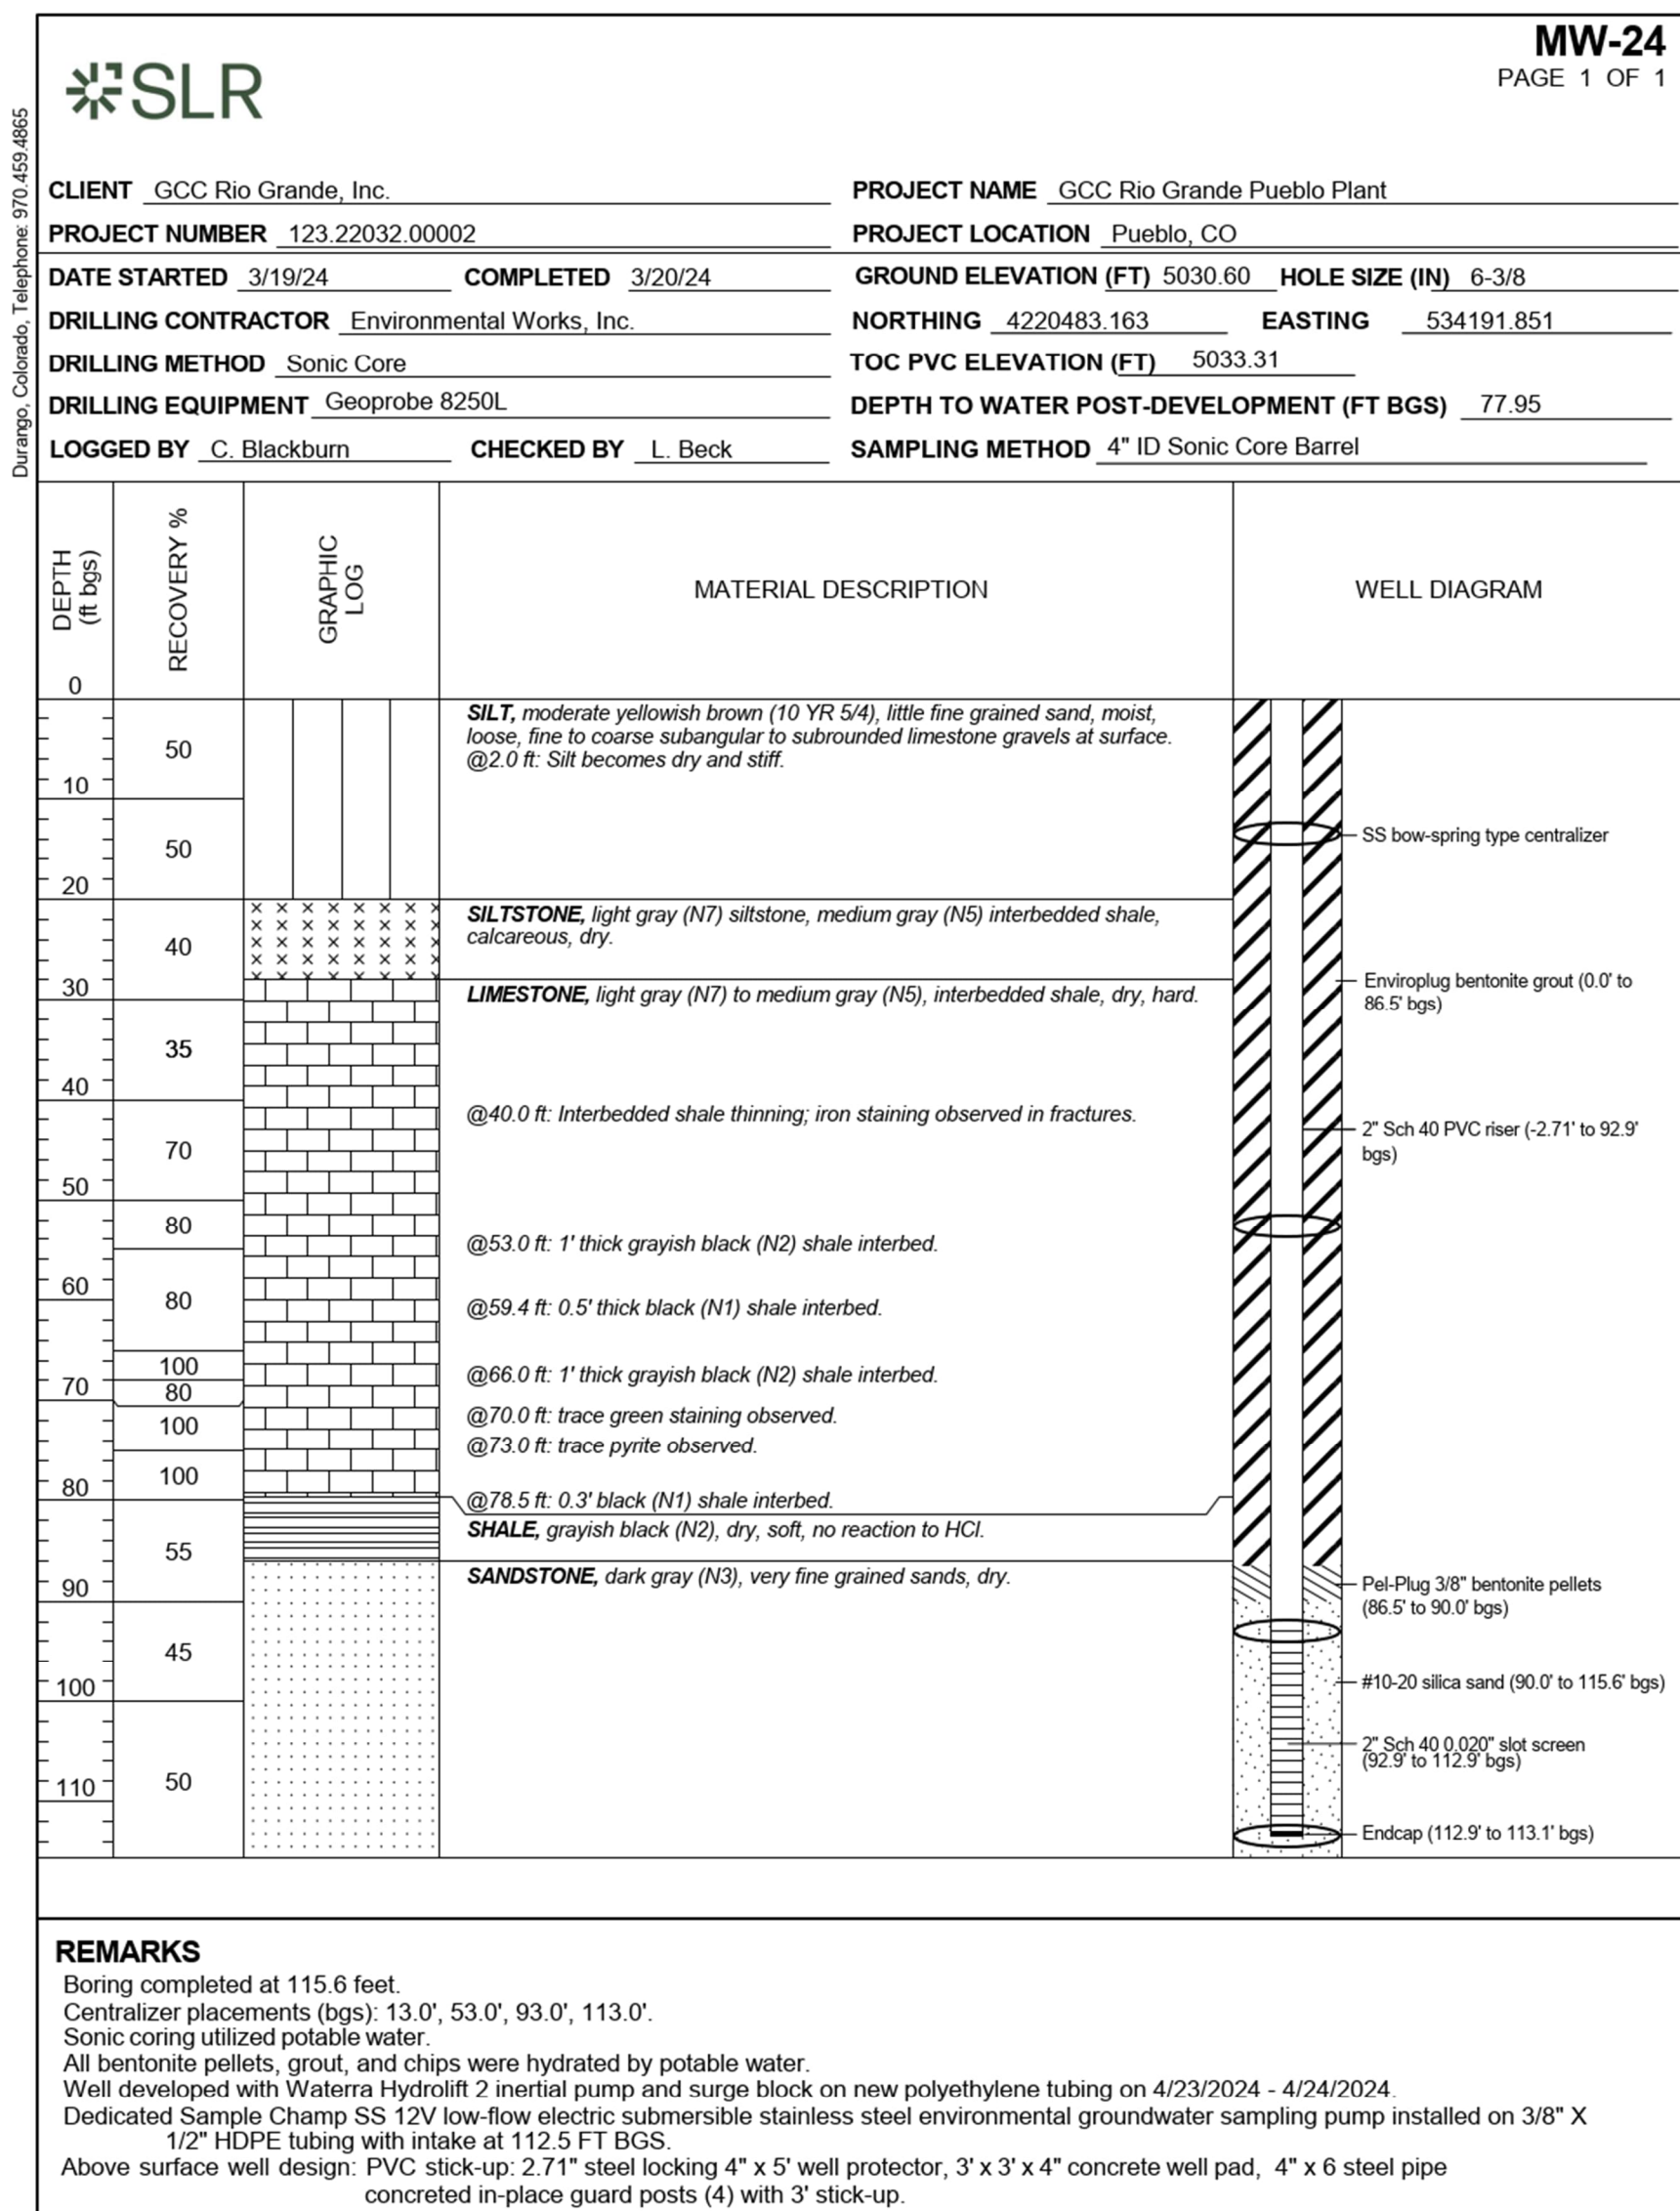 MW-24
PAGE 1 OF 1
SLR
Durango, Colorado, Telephone: 970.459.4865
CLIENT GCC Rio Grande, Inc. PROJECT NAME GCC Rio Grande Pueblo Plant
PROJECT NUMBER 123.22032.00002 PROJECT LOCATION Pueblo, CO
DATE STARTED 3/19/24 COMPLETED 3/20/24 GROUND ELEVATION (FT) 5030.60 HOLE SIZE (IN) 6-3/8
DRILLING CONTRACTOR Environmental Works, Inc. NORTHING 4220483.163 EASTING 534191.851
DRILLING METHOD Sonic Core TOC PVC ELEVATION (FT) 5033.31
DRILLING EQUIPMENT Geoprobe 8250L DEPTH TO WATER POST-DEVELOPMENT (FT BGS) 77.95
LOGGED BY C. Blackburn CHECKED BY L. Beck SAMPLING METHOD 4" ID Sonic Core Barrel
DEPTH
(ft bgs)
RECOVERY %
GRAPHIC
LOG
MATERIAL DESCRIPTION
WELL DIAGRAM
0
10
20
30
40
50
60
70
80
90
100
110
50
50
40
35
70
80
80
100
80
100
100
55
45
50
SILT, moderate yellowish brown (10 YR 5/4), little fine grained sand, moist,
loose, fine to coarse subangular to subrounded limestone gravels at surface.
@2.0 ft: Silt becomes dry and stiff.
SILTSTONE, light gray (N7) siltstone, medium gray (N5) interbedded shale,
calcareous, dry.
LIMESTONE, light gray (N7) to medium gray (N5), interbedded shale, dry, hard.
@40.0 ft: Interbedded shale thinning; iron staining observed in fractures.
@53.0 ft: 1' thick grayish black (N2) shale interbed.
@59.4 ft: 0.5' thick black (N1) shale interbed.
@66.0 ft: 1' thick grayish black (N2) shale interbed.
@70.0 ft: trace green staining observed.
@73.0 ft: trace pyrite observed.
@78.5 ft: 0.3' black (N1) shale interbed.
SHALE, grayish black (N2), dry, soft, no reaction to HCl.
SANDSTONE, dark gray (N3), very fine grained sands, dry.
SS bow-spring type centralizer
Enviroplug bentonite grout (0.0' to
86.5' bgs)
2" Sch 40 PVC riser (-2.71' to 92.9'
bgs)
Pel-Plug 3/8" bentonite pellets
(86.5' to 90.0' bgs)
#10-20 silica sand (90.0' to 115.6' bgs)
2" Sch 40 0.020" slot screen
(92.9' to 112.9' bgs)
Endcap (112.9' to 113.1' bgs)
REMARKS
Boring completed at 115.6 feet.
Centralizer placements (bgs): 13.0', 53.0', 93.0', 113.0'.
Sonic coring utilized potable water.
All bentonite pellets, grout, and chips were hydrated by potable water.
Well developed with Waterra Hydrolift 2 inertial pump and surge block on new polyethylene tubing on 4/23/2024 - 4/24/2024.
Dedicated Sample Champ SS 12V low-flow electric submersible stainless steel environmental groundwater sampling pump installed on 3/8" X
1/2" HDPE tubing with intake at 112.5 FT BGS.
Above surface well design: PVC stick-up: 2.71" steel locking 4" x 5' well protector, 3' x 3' x 4" concrete well pad, 4" x 6 steel pipe
concreted in-place guard posts (4) with 3' stick-up.